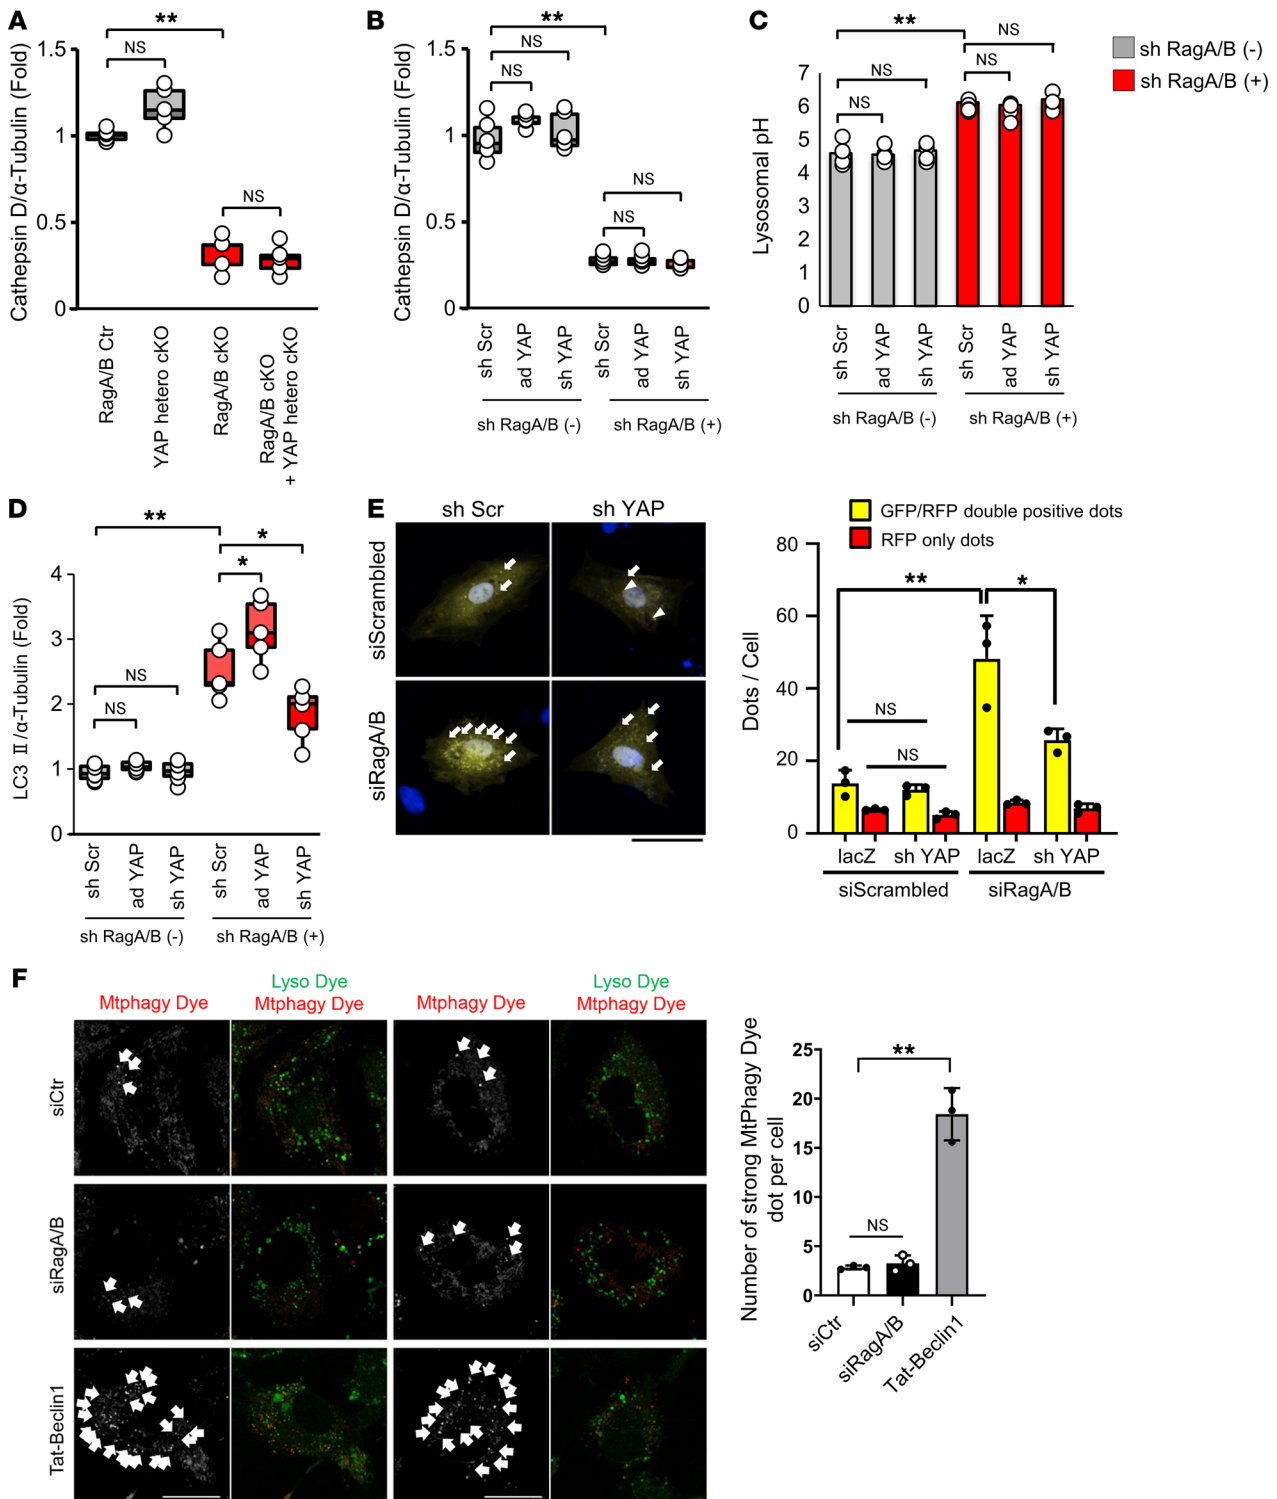 A
Cathepsin D/α-Tubulin (Fold)
1.5
1
0.5
0
**
NS
NS
RagA/B Ctr
YAP hetero cKO
RagA/B cKO
RagA/B cKO
+ YAP hetero cKO
B
Cathepsin D/α-Tubulin (Fold)
1.5
1
0.5
0
**
NS
NS
NS
NS
sh Scr
ad YAP
sh YAP
sh Scr
ad YAP
sh YAP
sh RagA/B (-)
sh RagA/B (+)
C
Lysosomal pH
7
6
5
4
3
2
1
0
**
NS
NS
NS
NS
sh Scr
ad YAP
sh YAP
sh Scr
ad YAP
sh YAP
sh RagA/B (-)
sh RagA/B (+)
sh RagA/B (-)
sh RagA/B (+)
D
LC3 II/α-Tubulin (Fold)
4
3
2
1
0
**
*
*
NS
NS
sh Scr
ad YAP
sh YAP
sh Scr
ad YAP
sh YAP
sh RagA/B (-)
sh RagA/B (+)
E
sh Scr
sh YAP
siScrambled
siRagA/B
GFP/RFP double positive dots
RFP only dots
Dots / Cell
80
60
40
20
0
**
*
NS
NS
lacZ
sh YAP
lacZ
sh YAP
siScrambled
siRagA/B
F
Mtphagy Dye
Lyso Dye
Mtphagy Dye
Mtphagy Dye
Lyso Dye
Mtphagy Dye
siCtr
siRagA/B
Tat-Beclin1
Number of strong MtPhagy Dye
dot per cell
25
20
15
10
5
0
**
NS
siCtr
siRagA/B
Tat-Beclin1